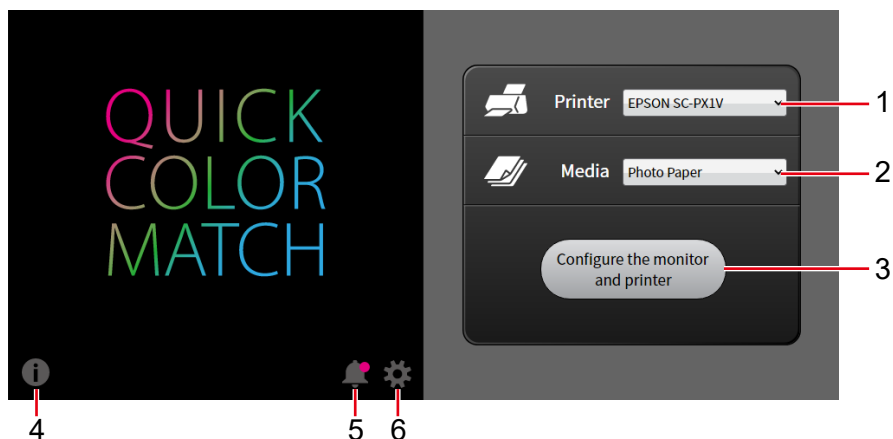 QUICK
COLOR
MATCH
Printer EPSON SC-PX1V 1
Media Photo Paper 2
Configure the monitor
and printer
3
i
4 5 6